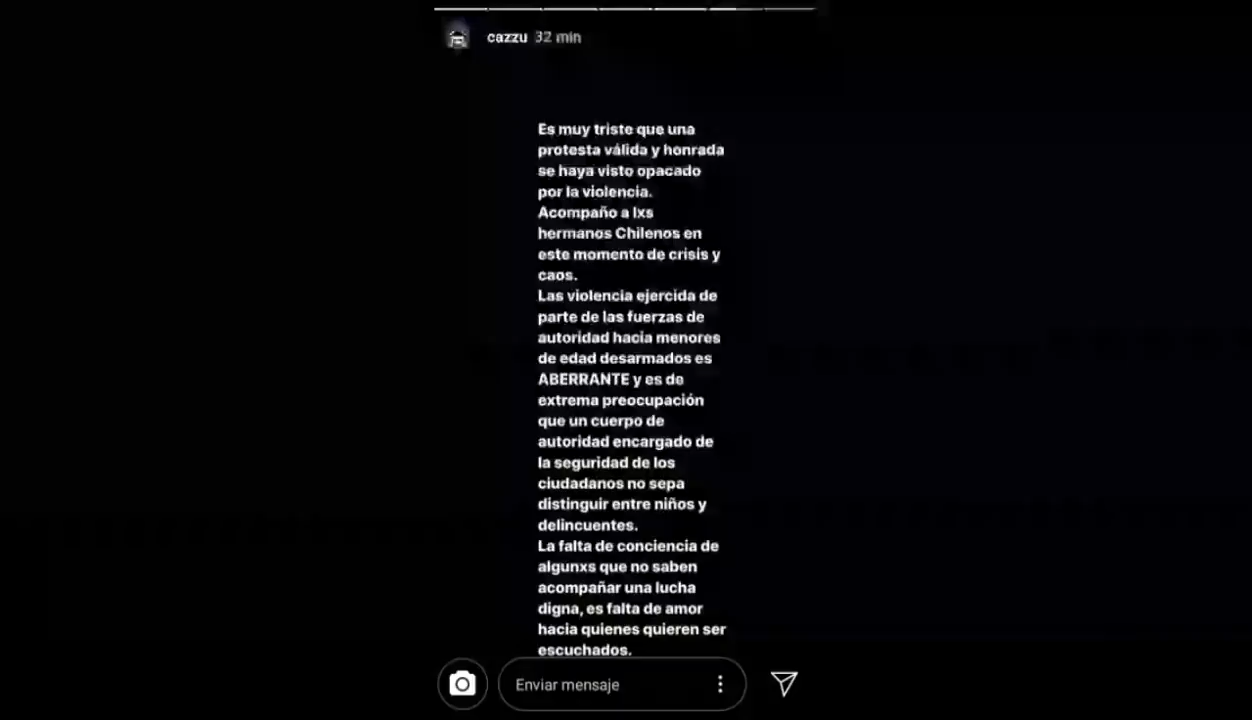 cazzu 32 min
Es muy triste que una
protesta válida y honrada
se haya visto opacado
por la violencia.
Acompaño a lxs
hermanos Chilenos en
este momento de crisis y
caos.
Las violencia ejercida de
parte de las fuerzas de
autoridad hacia menores
de edad desarmados es
ABERRANTE y es de
extrema preocupación
que un cuerpo de
autoridad encargado de
la seguridad de los
ciudadanos no sepa
distinguir entre niños y
delincuentes.
La falta de conciencia de
algunxs que no saben
acompañar una lucha
digna, es falta de amor
hacia quienes quieren ser
escuchados.
Enviar mensaje